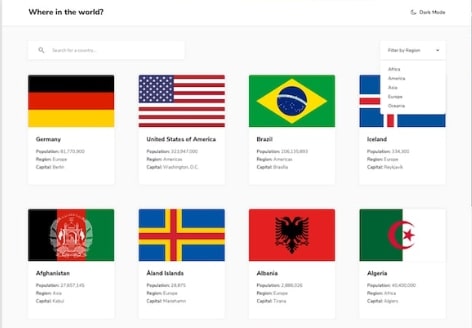 Where in the world?
Dark Mode
Search for a country...
Filter by Region
Africa
America
Asia
Europe
Oceania
Germany
Population: 81,770,900
Region: Europe
Capital: Berlin
United States of America
Population: 323,947,000
Region: Americas
Capital: Washington, D.C.
Brazil
Population: 206,135,893
Region: Americas
Capital: Brasília
Iceland
Population: 334,300
Region: Europe
Capital: Reykjavík
Afghanistan
Population: 27,657,145
Region: Asia
Capital: Kabul
Åland Islands
Population: 28,875
Region: Europe
Capital: Mariehamn
Albania
Population: 2,886,026
Region: Europe
Capital: Tirana
Algeria
Population: 40,400,000
Region: Africa
Capital: Algiers